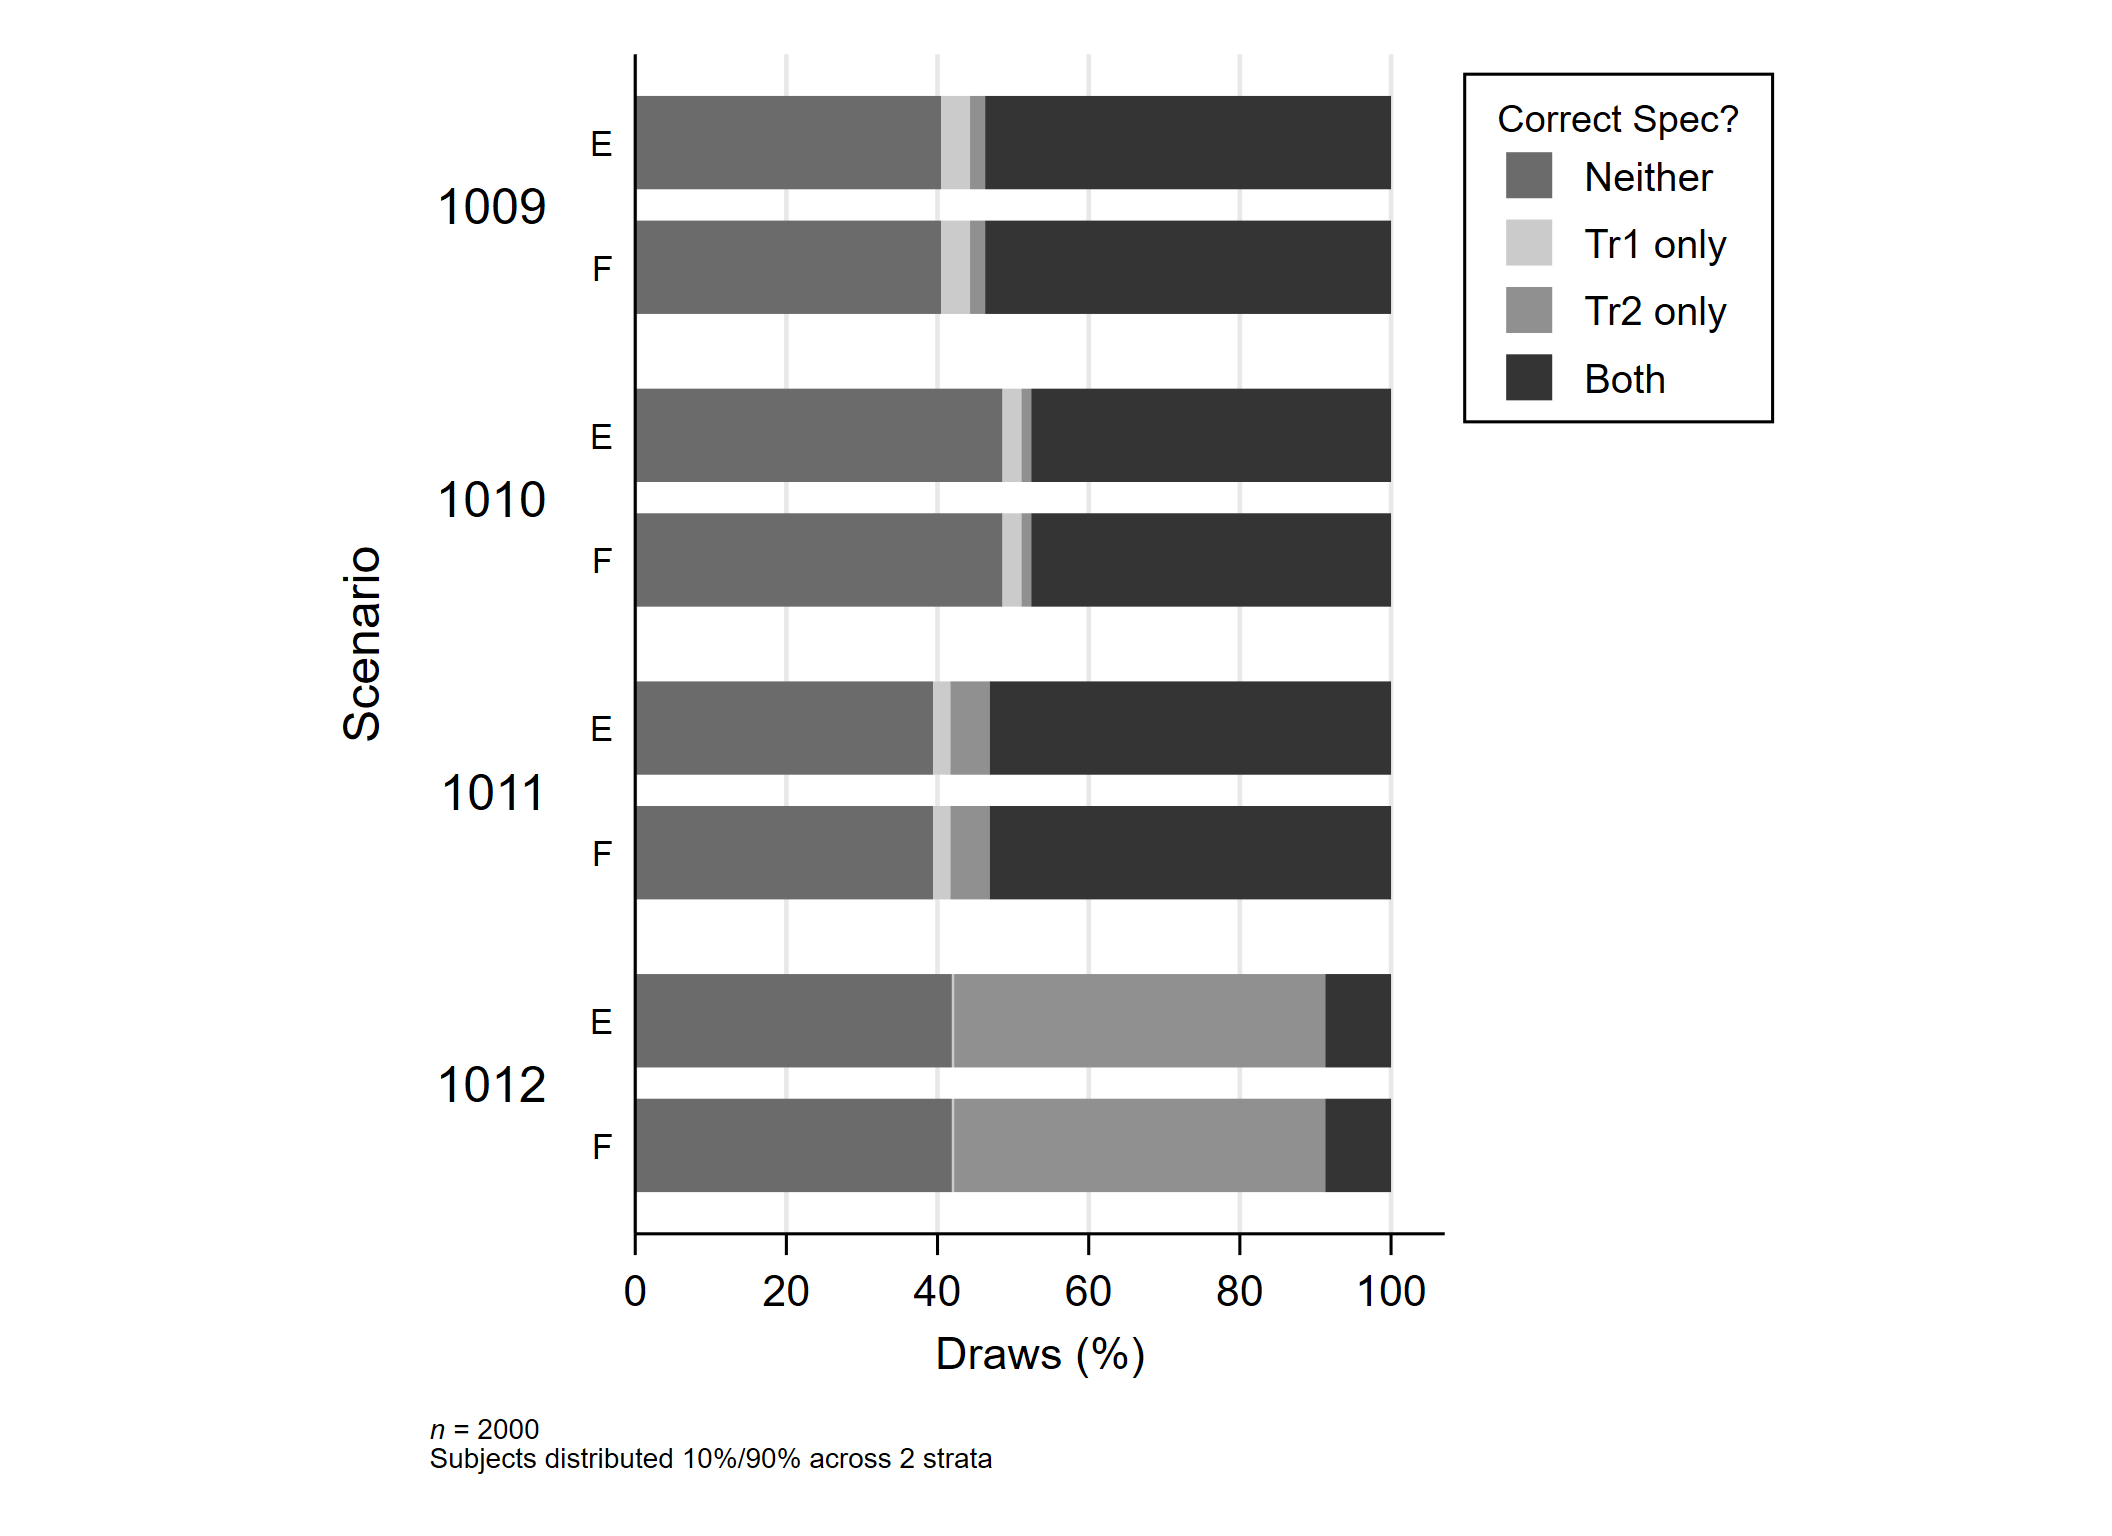 Correct Spec?
Neither
Tr1 only
Tr2 only
Both
Scenario
1009
E
F
1010
E
F
1011
E
F
1012
E
F
0 20 40 60 80 100
Draws (%)
n = 2000
Subjects distributed 10%/90% across 2 strata